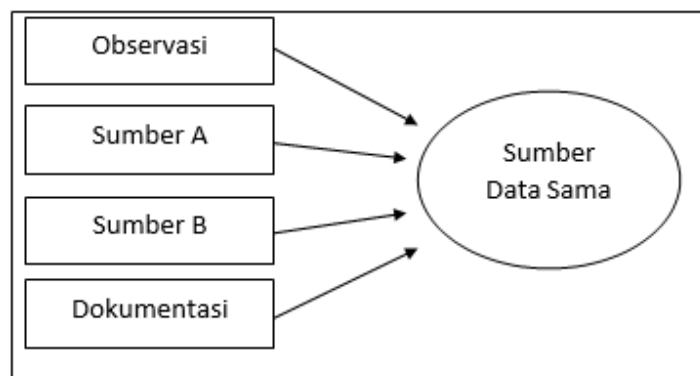 Observasi
Sumber A
Sumber B
Dokumentasi
Sumber
Data Sama